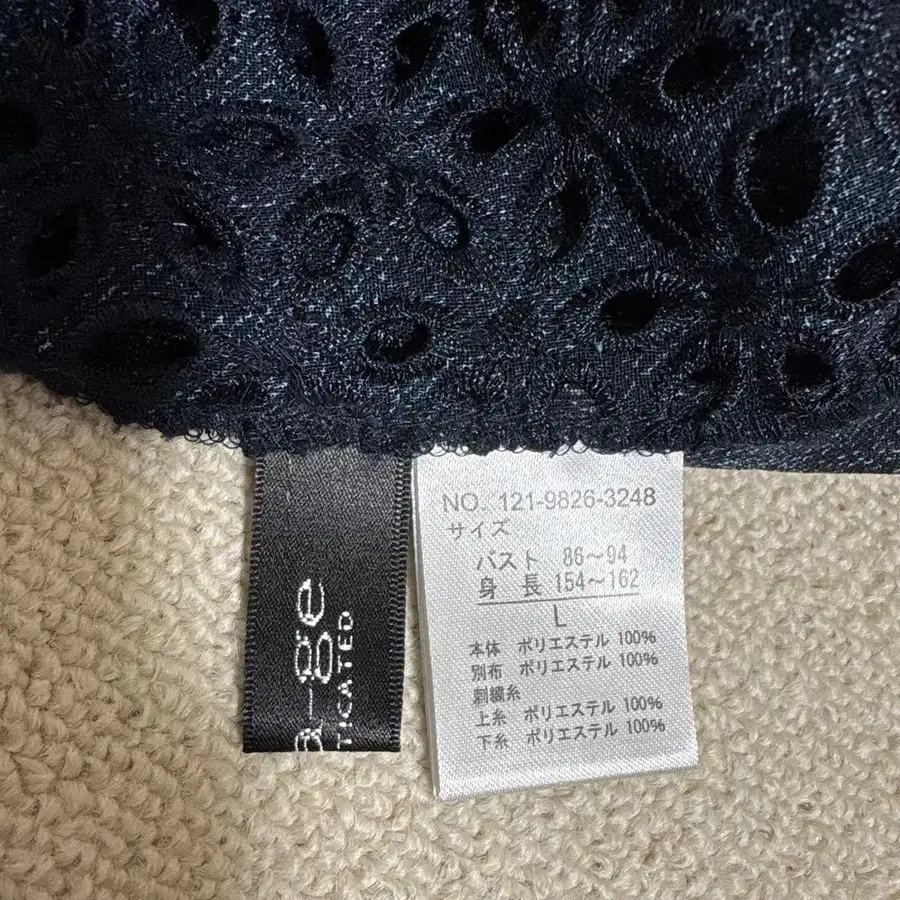 NO. 121-9826-3248
サイズ
バスト 86〜94
身 長 154〜162
L
本体 ポリエステル 100%
別布 ポリエステル 100%
刺繍糸
上糸 ポリエステル 100%
下糸 ポリエステル 100%
a-ge
TICATED